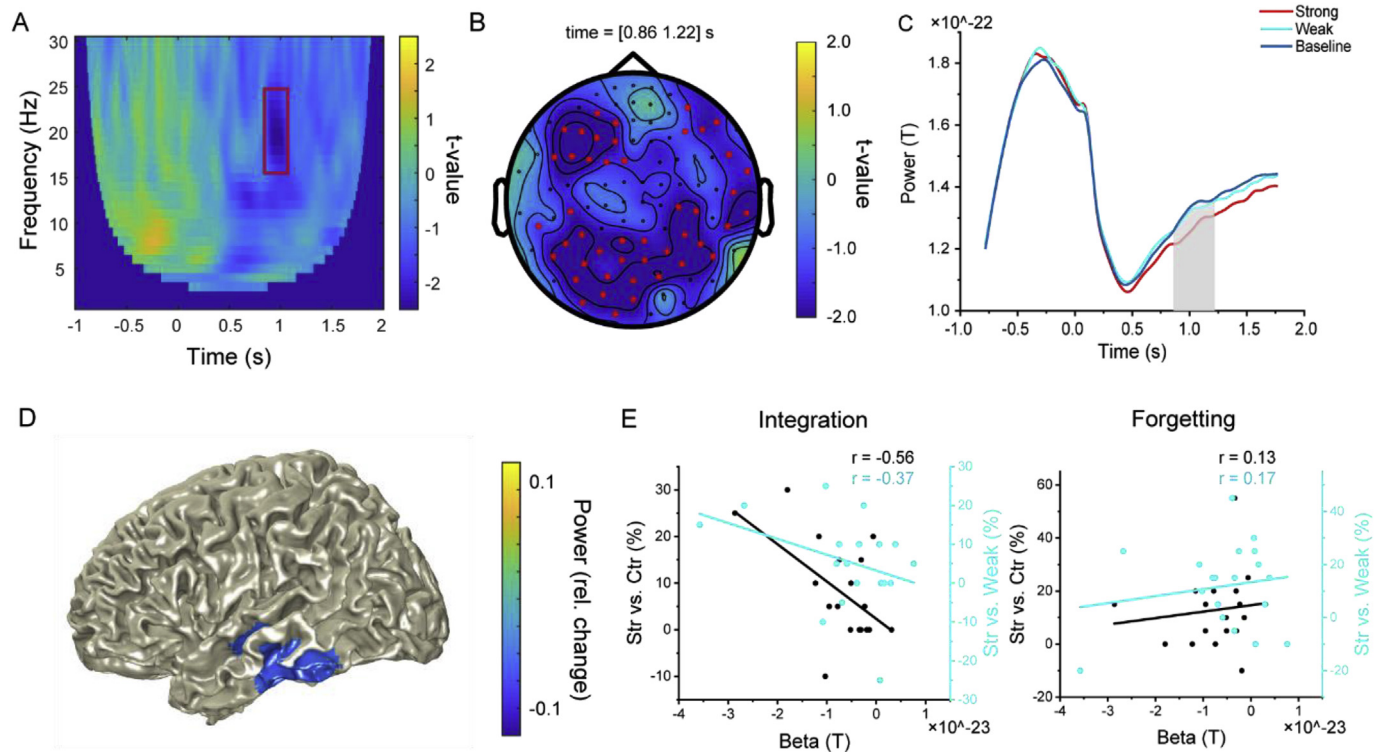 A
Frequency (Hz)
30
25
20
15
10
5
-1 -0.5 0 0.5 1 1.5 2
Time (s)
2
1
0
-1
-2
t-value
B
time = [0.86 1.22] s
2.0
1.0
0
-1.0
-2.0
t-value
C
×10^-22
Strong
Weak
Baseline
Power (T)
1.8
1.6
1.4
1.2
1.0
-1.0 -0.5 0.0 0.5 1.0 1.5 2.0
Time (s)
D
0.1
-0.1
Power (rel. change)
E
Integration
r = -0.56
r = -0.37
Str vs. Ctr (%)
30
20
10
0
-10
30
20
10
0
-10
-20
-30
Str vs. Weak (%)
-4 -3 -2 -1 0 1
×10^-23
Beta (T)
Forgetting
r = 0.13
r = 0.17
Str vs. Ctr (%)
60
40
20
0
-20
40
20
0
-20
Str vs. Weak (%)
-4 -3 -2 -1 0 1
×10^-23
Beta (T)